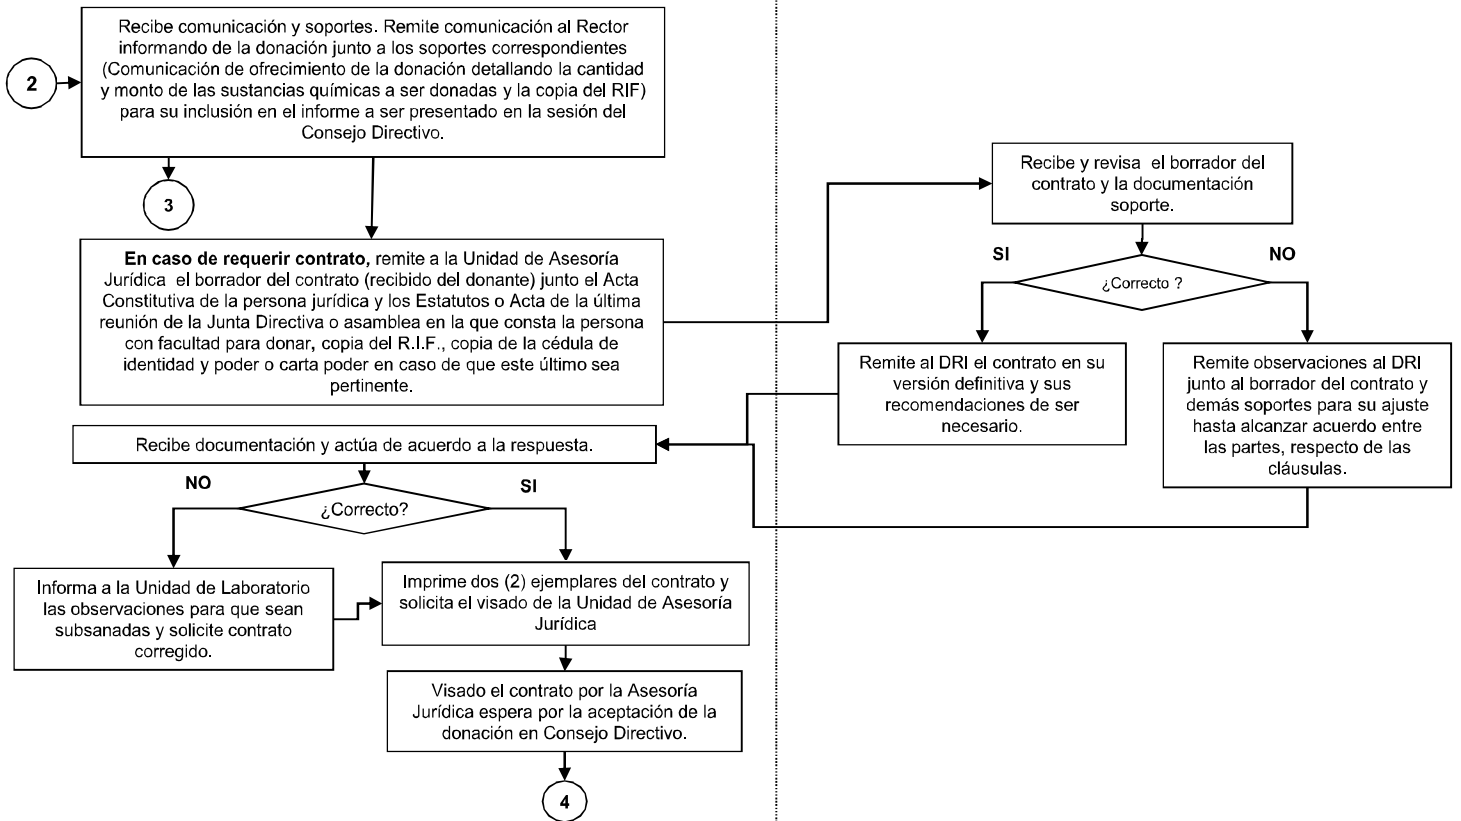 Recibe comunicación y soportes. Remite comunicación al Rector
informando de la donación junto a los soportes correspondientes
(Comunicación de ofrecimiento de la donación detallando la cantidad
y monto de las sustancias químicas a ser donadas y la copia del RIF)
para su inclusión en el informe a ser presentado en la sesión del
Consejo Directivo.
2
3
En caso de requerir contrato, remite a la Unidad de Asesoría
Jurídica el borrador del contrato (recibido del donante) junto el Acta
Constitutiva de la persona jurídica y los Estatutos o Acta de la última
reunión de la Junta Directiva o asamblea en la que consta la persona
con facultad para donar, copia del R.I.F., copia de la cédula de
identidad y poder o carta poder en caso de que este último sea
pertinente.
Recibe y revisa el borrador del
contrato y la documentación
soporte.
SI
NO
¿Correcto ?
Remite al DRI el contrato en su
versión definitiva y sus
recomendaciones de ser
necesario.
Remite observaciones al DRI
junto al borrador del contrato y
demás soportes para su ajuste
hasta alcanzar acuerdo entre
las partes, respecto de las
cláusulas.
Recibe documentación y actúa de acuerdo a la respuesta.
NO
SI
¿Correcto?
Informa a la Unidad de Laboratorio
las observaciones para que sean
subsanadas y solicite contrato
corregido.
Imprime dos (2) ejemplares del contrato y
solicita el visado de la Unidad de Asesoría
Jurídica
Visado el contrato por la Asesoría
Jurídica espera por la aceptación de la
donación en Consejo Directivo.
4